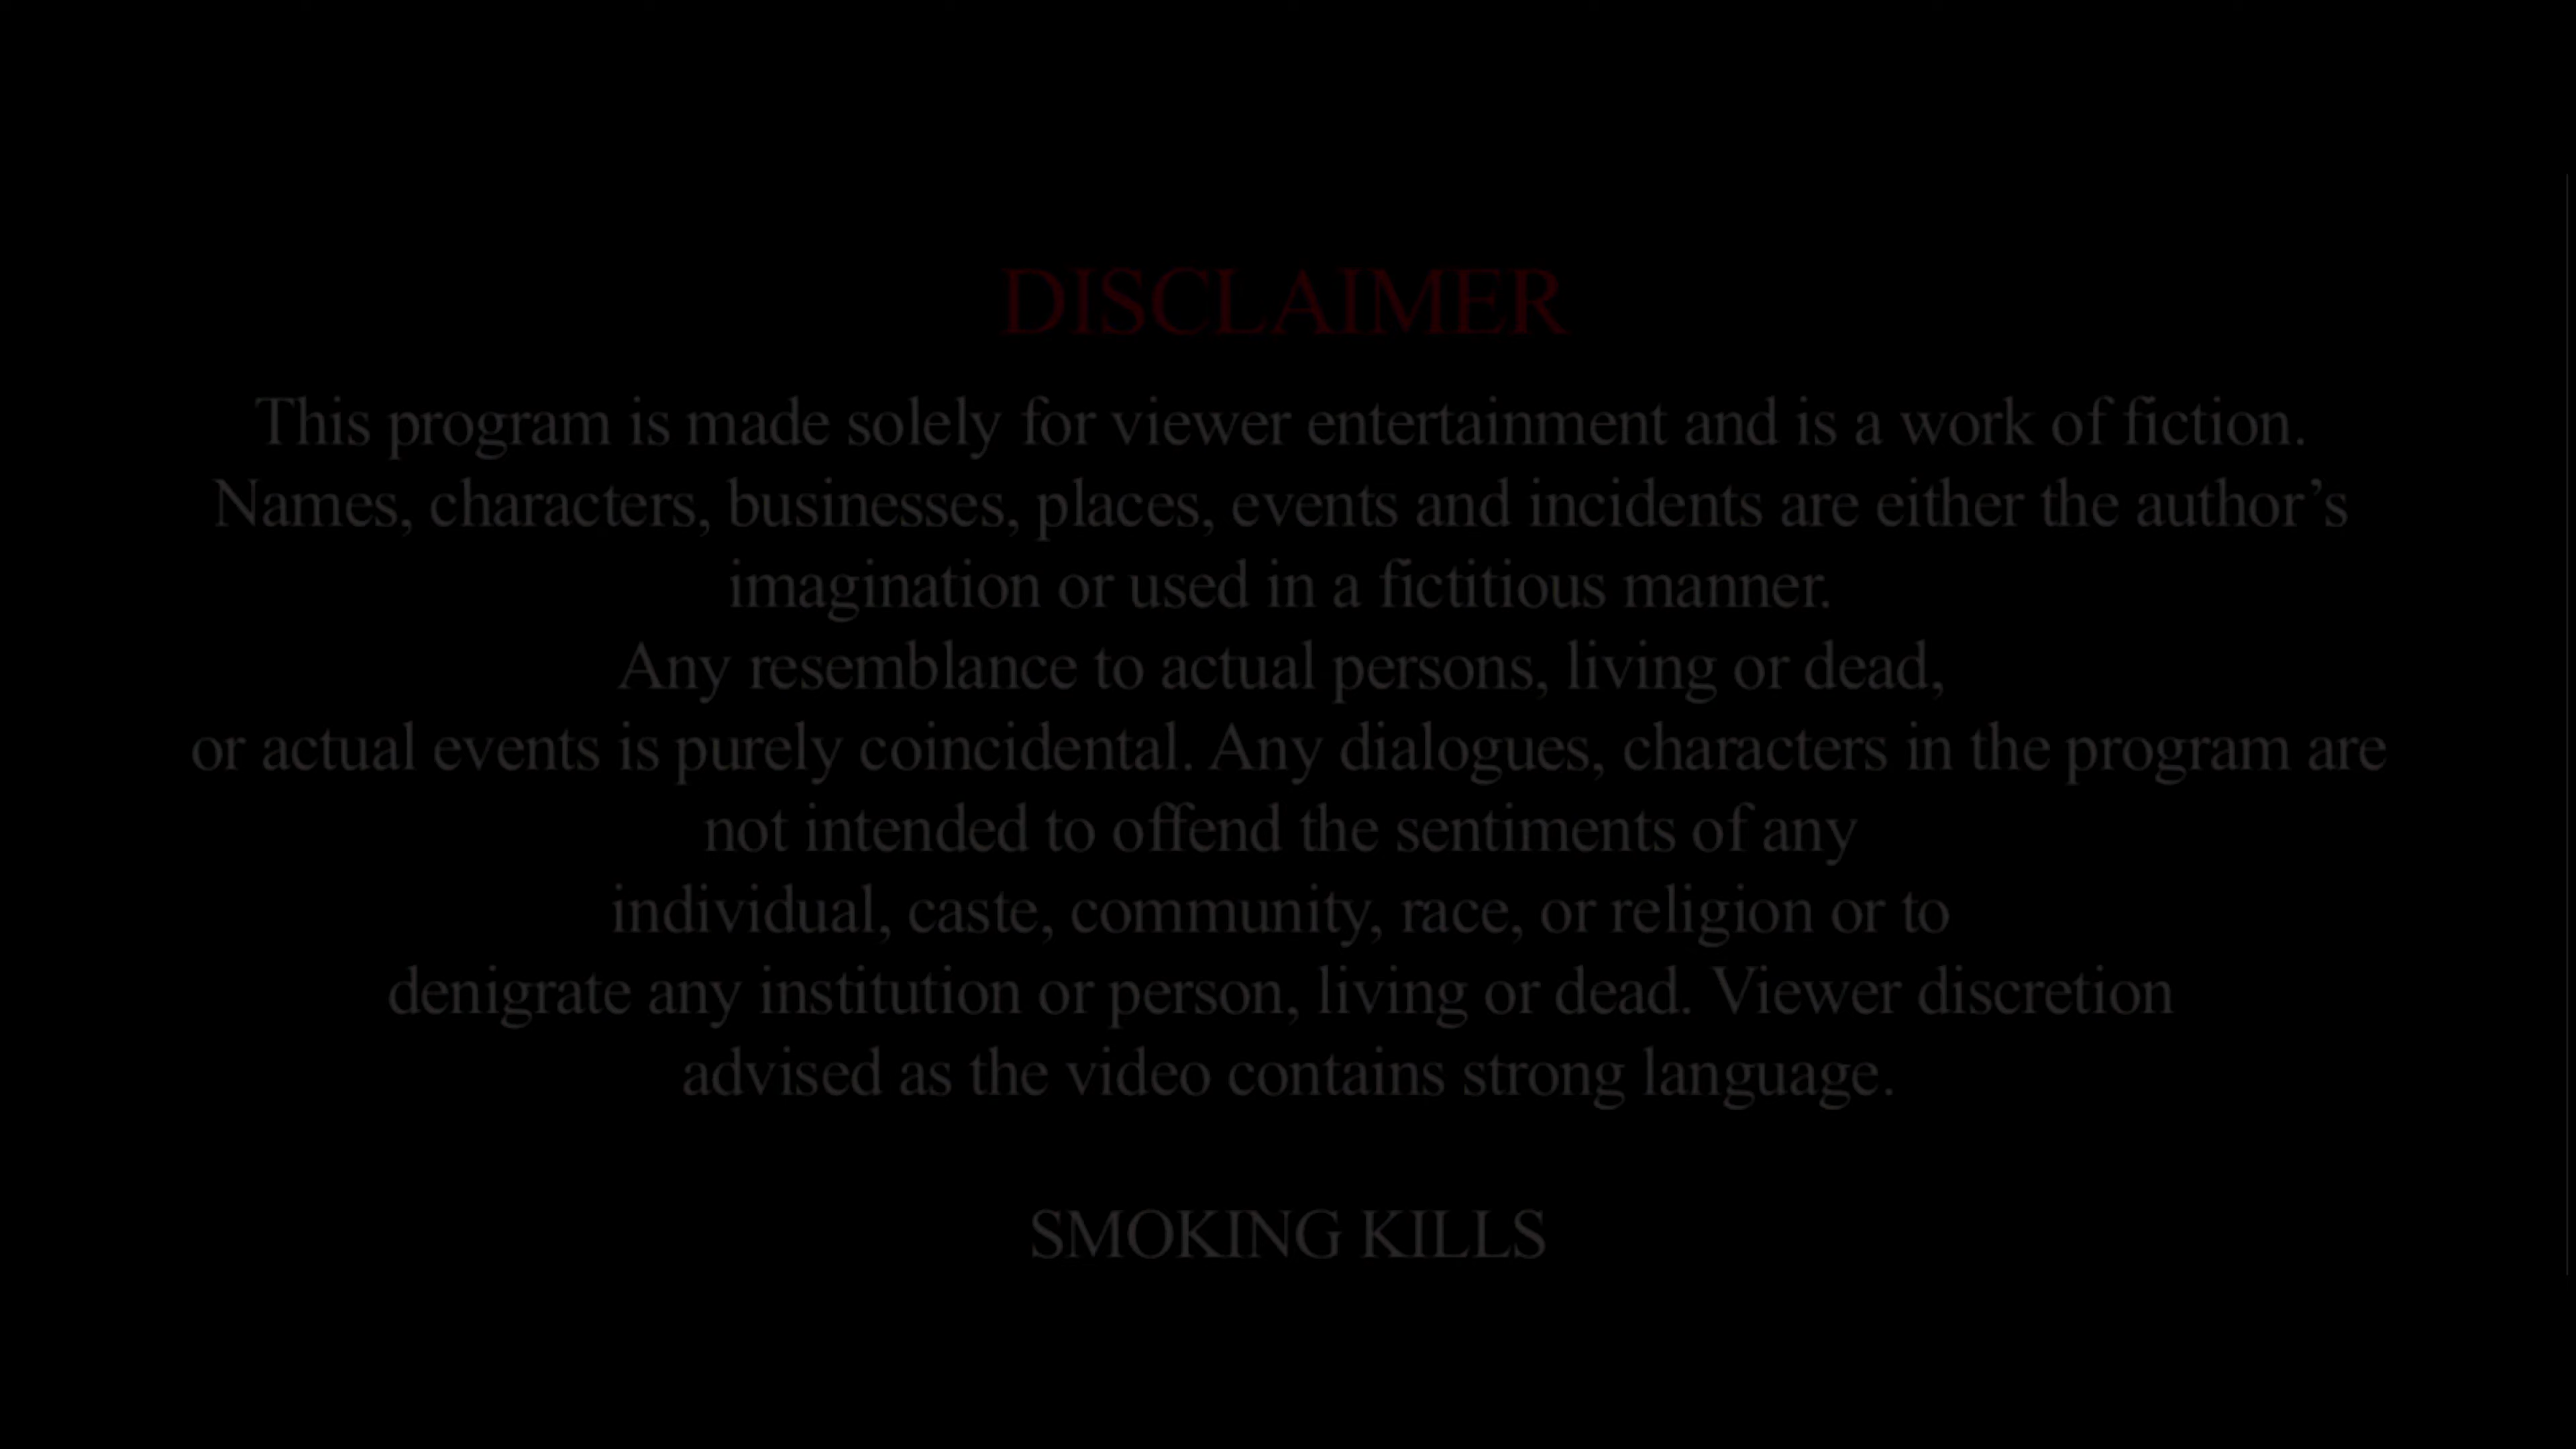 DISCLAIMER
This program is made solely for viewer entertainment and is a work of fiction.
Names, characters, businesses, places, events and incidents are either the author’s
imagination or used in a fictitious manner.
Any resemblance to actual persons, living or dead,
or actual events is purely coincidental. Any dialogues, characters in the program are
not intended to offend the sentiments of any
individual, caste, community, race, or religion or to
denigrate any institution or person, living or dead. Viewer discretion
advised as the video contains strong language.
SMOKING KILLS